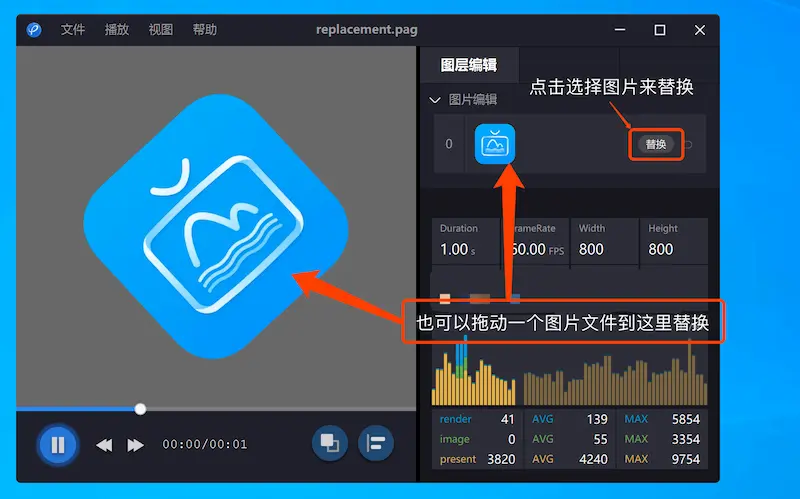 文件 播放 视图 帮助 replacement.pag
图层编辑
点击选择图片来替换
图片编辑
0 替换
Duration FrameRate Width Height
1.00 s 60.00 FPS 800 800
也可以拖动一个图片文件到这里替换
render 41 AVG 139 MAX 5854
image 0 AVG 55 MAX 3354
present 3820 AVG 4240 MAX 9754
00:00/00:01